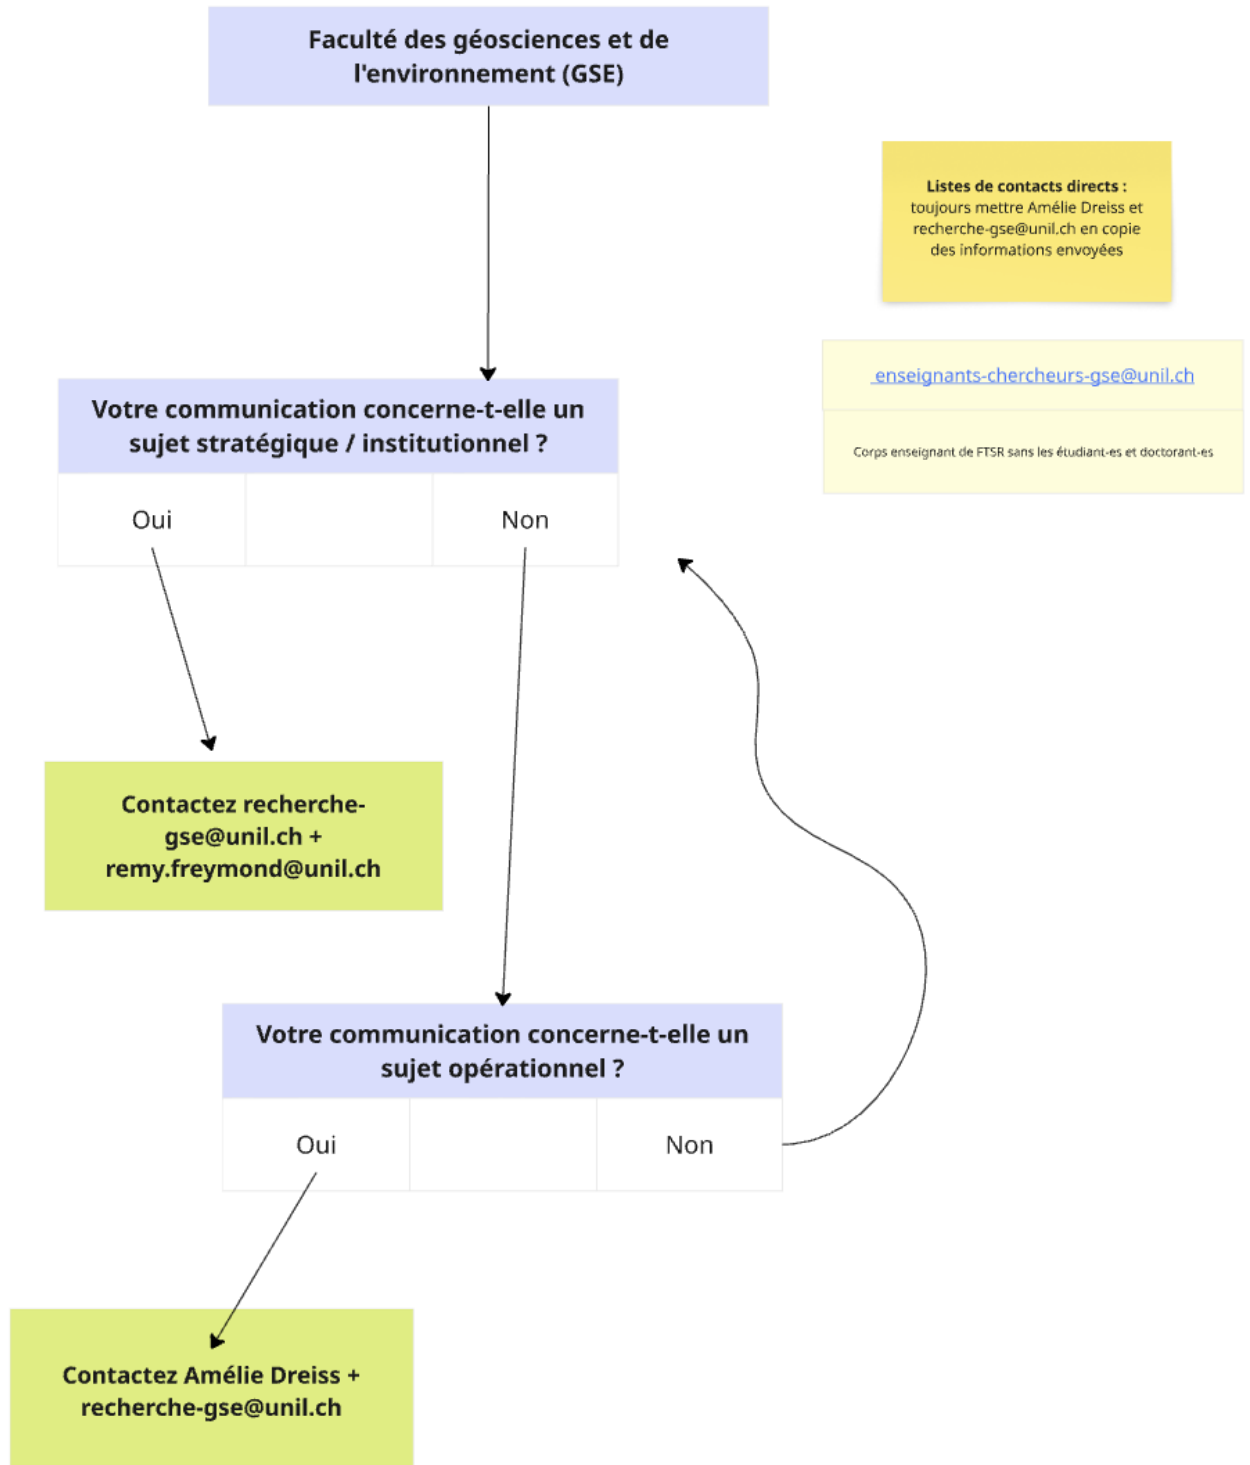 Faculté des géosciences et de
l'environnement (GSE)
Listes de contacts directs :
toujours mettre Amélie Dreiss et
recherche-gse@unil.ch en copie
des informations envoyées
enseignants-chercheurs-gse@unil.ch
Corps enseignant de FTSR sans les étudiant-es et doctorant-es
Votre communication concerne-t-elle un
sujet stratégique / institutionnel ?
Oui
Non
Contactez recherche-
gse@unil.ch +
remy.freymond@unil.ch
Votre communication concerne-t-elle un
sujet opérationnel ?
Oui
Non
Contactez Amélie Dreiss +
recherche-gse@unil.ch